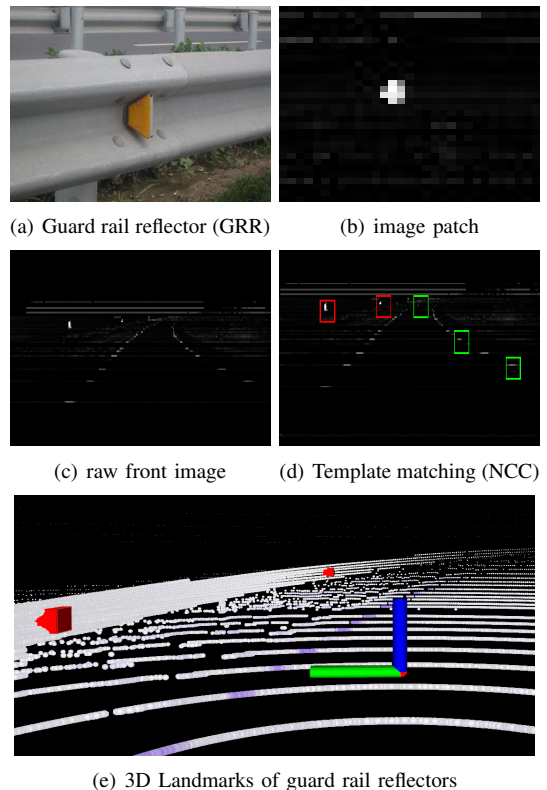 (a) Guard rail reflector (GRR)
(b) image patch
(c) raw front image
(d) Template matching (NCC)
(e) 3D Landmarks of guard rail reflectors